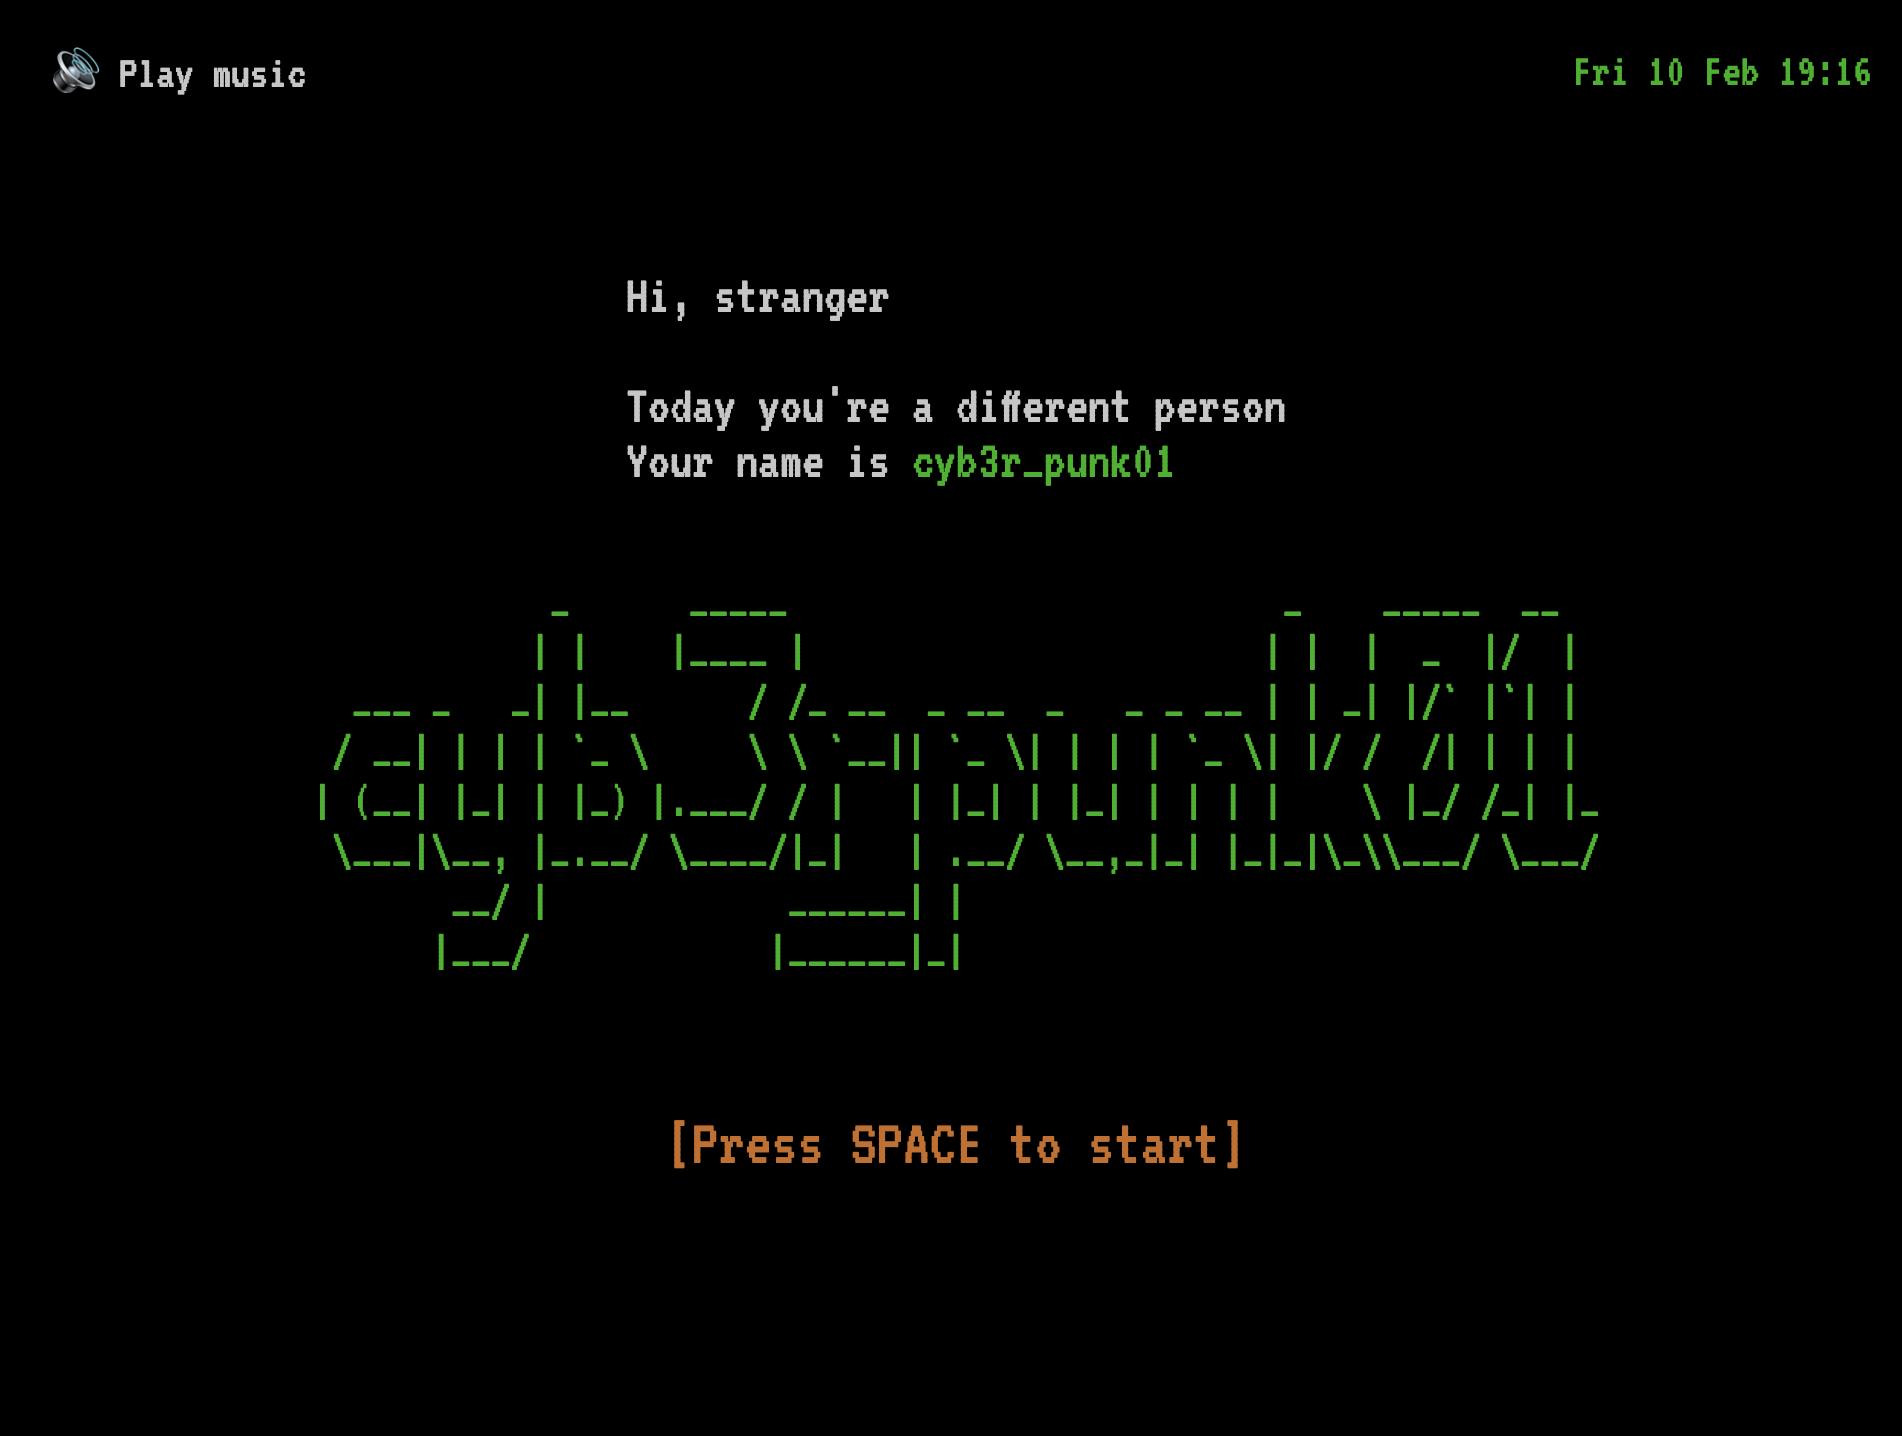 Play music
Fri 10 Feb 19:16
Hi, stranger
Today you're a different person
Your name is cyb3r_punk01
cyb3r_punk01
[Press SPACE to start]